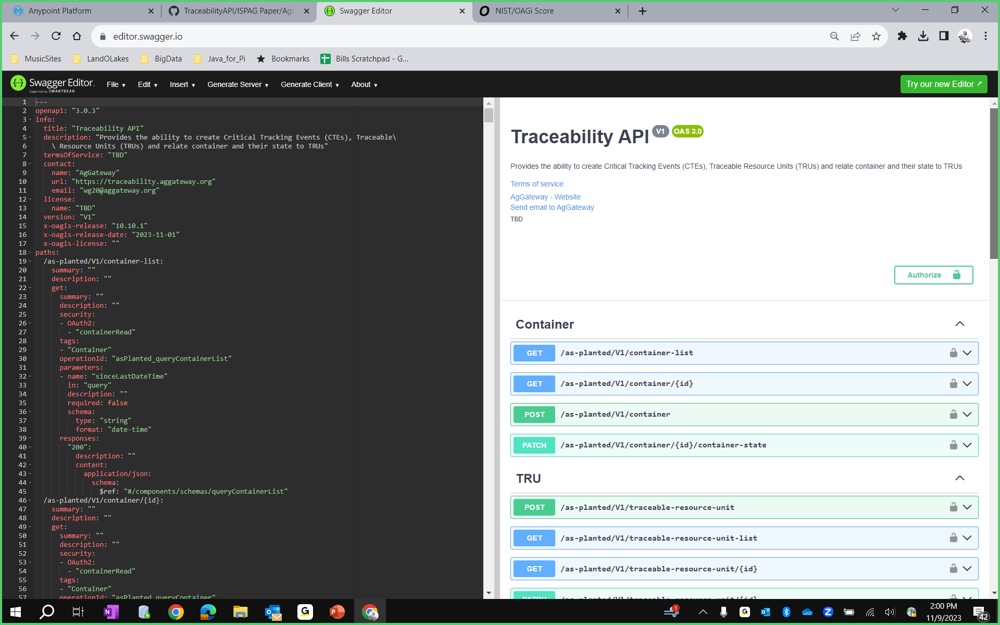 Anypoint Platform
TraceabilityAPI/ISPAG Paper/AgG
Swagger Editor
NIST/OAGi Score
editor.swagger.io
MusicSites
LandOLakes
BigData
Java_for_Pi
Bookmarks
Bills Scratchpad - G...
Swagger Editor
Supported by SMARTBEAR
File
Edit
Insert
Generate Server
Generate Client
About
Try our new Editor
1 ---
2 openapi: "3.0.3"
3 info:
4 title: "Traceability API"
5 description: "Provides the ability to create Critical Tracking Events (CTEs), Traceable\
6 \ Resource Units (TRUs) and relate container and their state to TRUs"
7 termsOfService: "TBD"
8 contact:
9 name: "AgGateway"
10 url: "https://traceability.aggateway.org"
11 email: "wg20@aggateway.org"
12 license:
13 name: "TBD"
14 version: "V1"
15 x-oagis-release: "10.10.1"
16 x-oagis-release-date: "2023-11-01"
17 x-oagis-license: ""
18 paths:
19 /as-planted/V1/container-list:
20 summary: ""
21 description: ""
22 get:
23 summary: ""
24 description: ""
25 security:
26 - OAuth2:
27 - "containerRead"
28 tags:
29 - "Container"
30 operationId: "asPlanted_queryContainerList"
31 parameters:
32 - name: "sinceLastDateTime"
33 in: "query"
34 description: ""
35 required: false
36 schema:
37 type: "string"
38 format: "date-time"
39 responses:
40 "200":
41 description: ""
42 content:
43 application/json:
44 schema:
45 $ref: "#/components/schemas/queryContainerList"
46 /as-planted/V1/container/{id}:
47 summary: ""
48 description: ""
49 get:
50 summary: ""
51 description: ""
52 security:
53 - OAuth2:
54 - "containerRead"
55 tags:
56 - "Container"
57 operationId: "asPlanted_queryContainer"
Traceability API V1 OAS 3.0
Provides the ability to create Critical Tracking Events (CTEs), Traceable Resource Units (TRUs) and relate container and their state to TRUs
Terms of service
AgGateway - Website
Send email to AgGateway
TBD
Authorize
Container
GET /as-planted/V1/container-list
GET /as-planted/V1/container/{id}
POST /as-planted/V1/container
PATCH /as-planted/V1/container/{id}/container-state
TRU
POST /as-planted/V1/traceable-resource-unit
GET /as-planted/V1/traceable-resource-unit-list
GET /as-planted/V1/traceable-resource-unit/{id}
PATCH /as-planted/V1/traceable-resource-unit/{id}
1
2:00 PM
11/9/2023
42